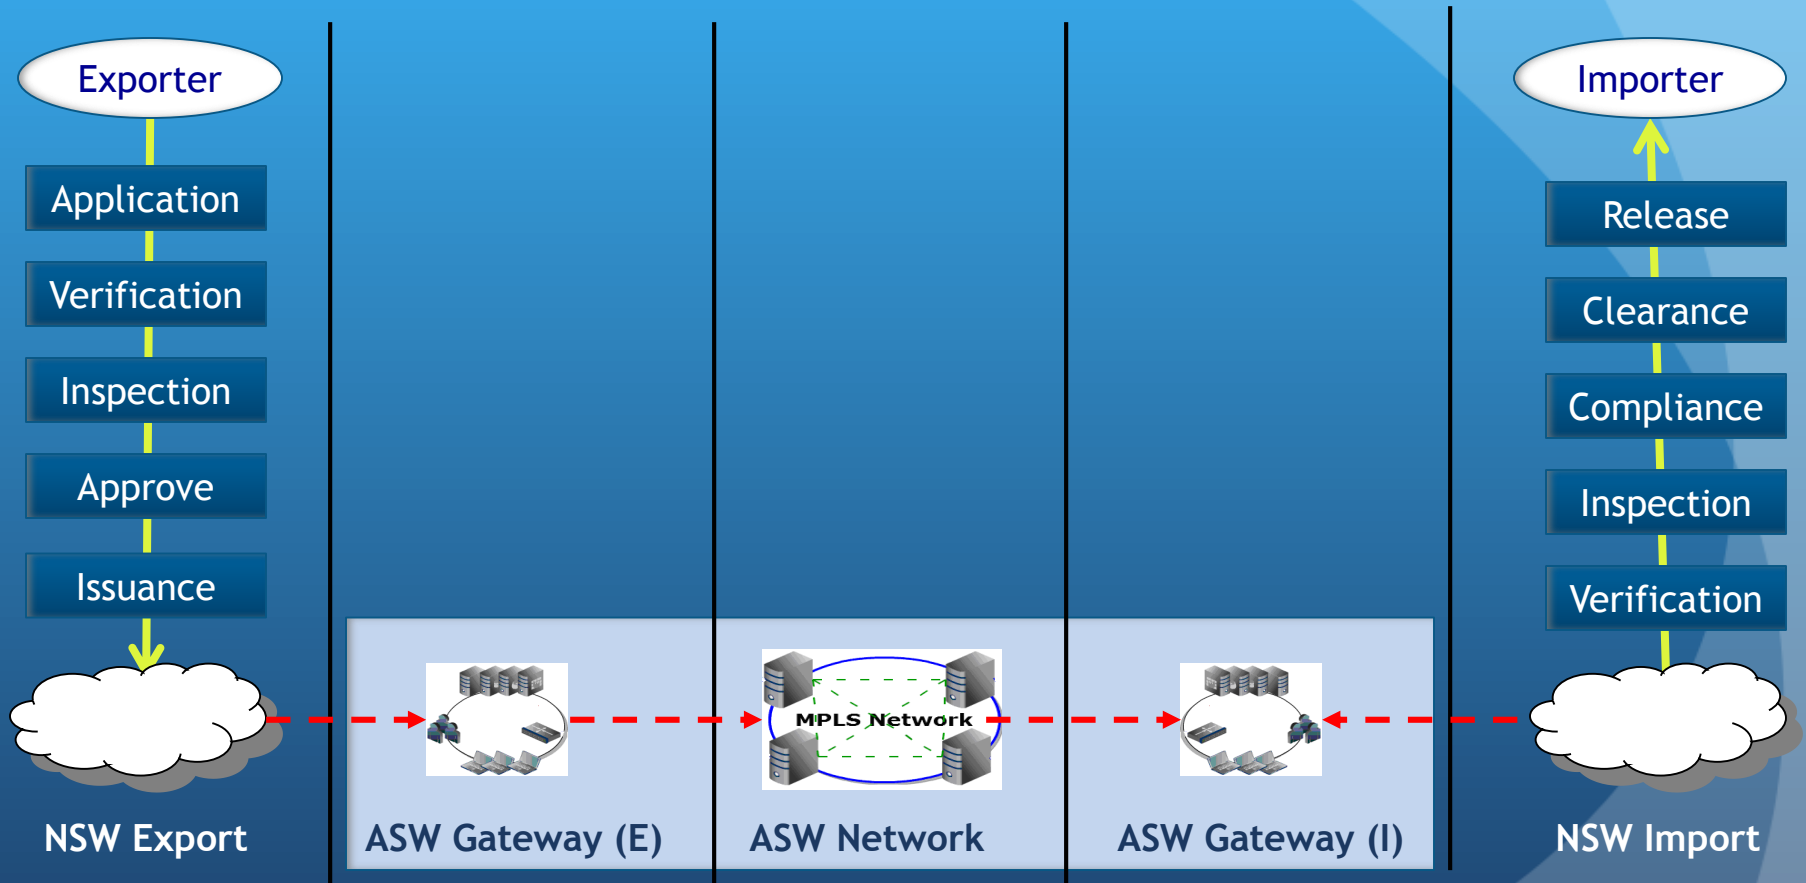 Exporter
Application
Verification
Inspection
Approve
Issuance
NSW Export
ASW Gateway (E)
MPLS Network
ASW Network
ASW Gateway (I)
Importer
Release
Clearance
Compliance
Inspection
Verification
NSW Import